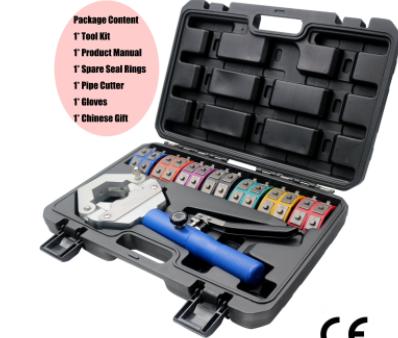 Package Content
1* Tool Kit
1* Product Manual
1* Spare Seal Rings
1* Pipe Cutter
1* Gloves
1* Chinese Gift
CE